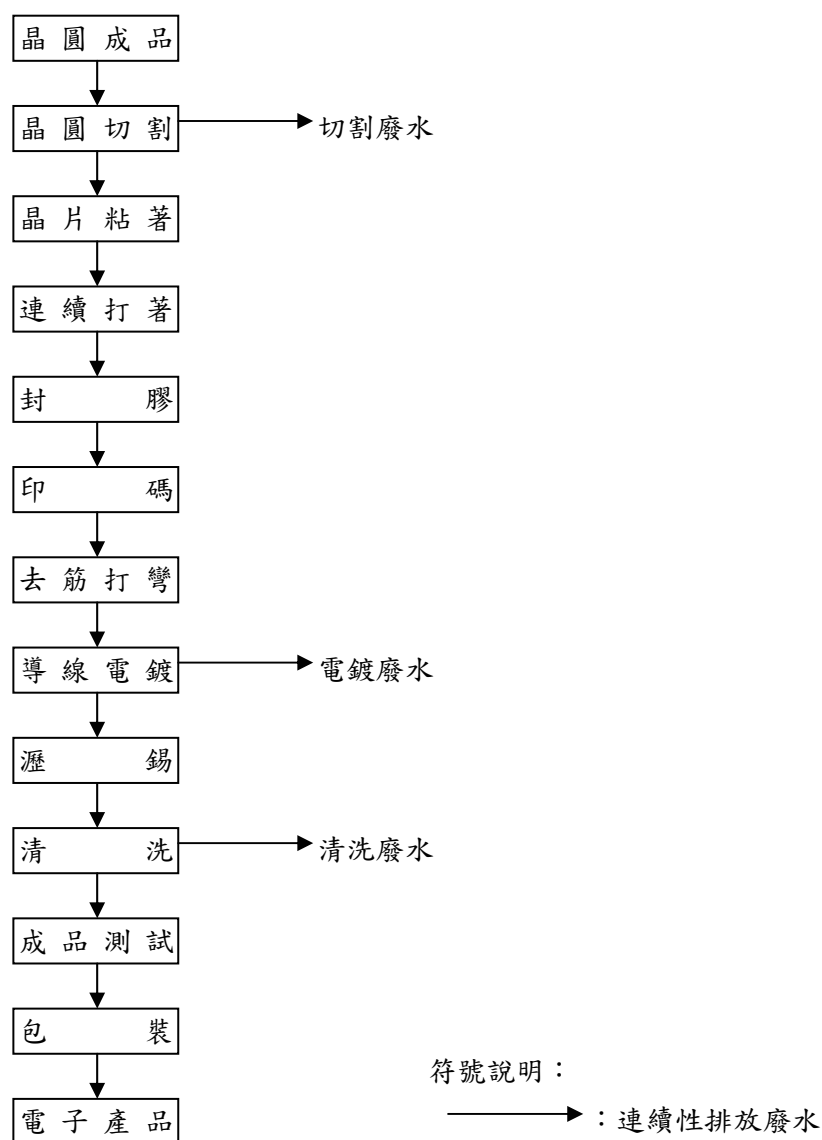 晶圓成品
晶圓切割
切割廢水
晶片粘著
連續打著
封膠
印碼
去筋打彎
導線電鍍
電鍍廢水
瀝錫
清洗
清洗廢水
成品測試
包裝
符號說明：
電子產品
：連續性排放廢水